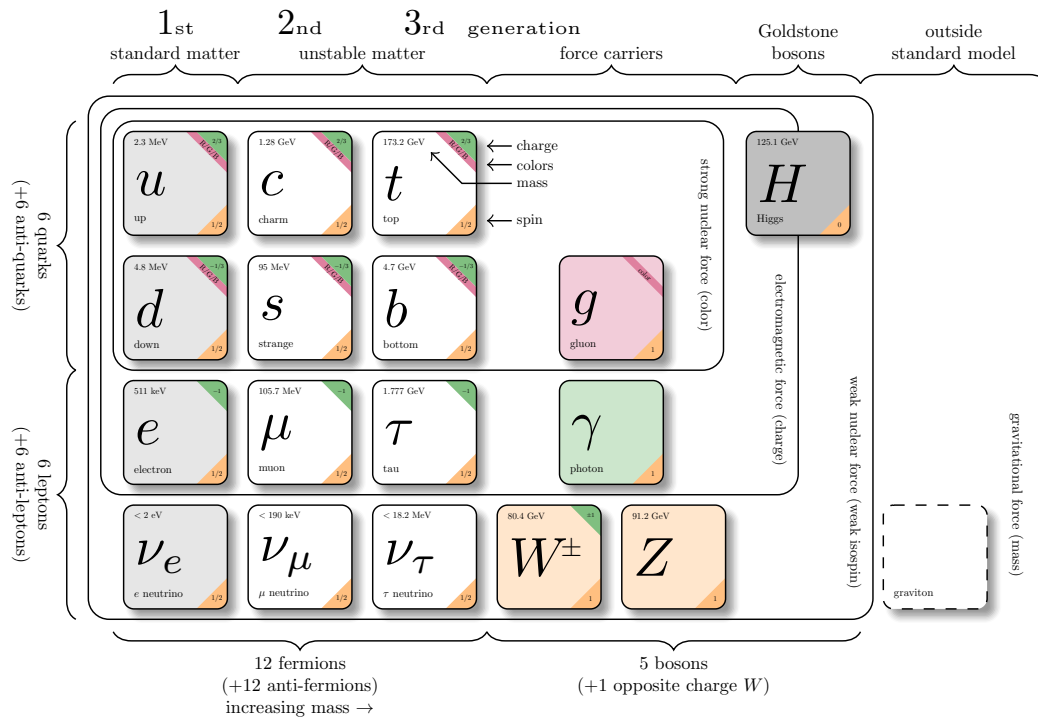 1st 2nd 3rd generation
standard matter
unstable matter
force carriers
Goldstone
bosons
outside
standard model
6 quarks
(+6 anti-quarks)
6 leptons
(+6 anti-leptons)
2.3 MeV
2/3
R/G/B
u
up
1/2
1.28 GeV
2/3
R/G/B
c
charm
1/2
173.2 GeV
2/3
R/G/B
t
top
1/2
charge
colors
mass
spin
125.1 GeV
H
Higgs
0
4.8 MeV
−1/3
R/G/B
d
down
1/2
95 MeV
−1/3
R/G/B
s
strange
1/2
4.7 GeV
−1/3
R/G/B
b
bottom
1/2
color
g
gluon
1
strong nuclear force (color)
511 keV
−1
e
electron
1/2
105.7 MeV
−1
μ
muon
1/2
1.777 GeV
−1
τ
tau
1/2
γ
photon
1
electromagnetic force (charge)
< 2 eV
νe
e neutrino
1/2
< 190 keV
νμ
μ neutrino
1/2
< 18.2 MeV
ντ
τ neutrino
1/2
80.4 GeV
±1
W±
1
91.2 GeV
Z
1
weak nuclear force (weak isospin)
graviton
gravitational force (mass)
12 fermions
(+12 anti-fermions)
increasing mass →
5 bosons
(+1 opposite charge W)